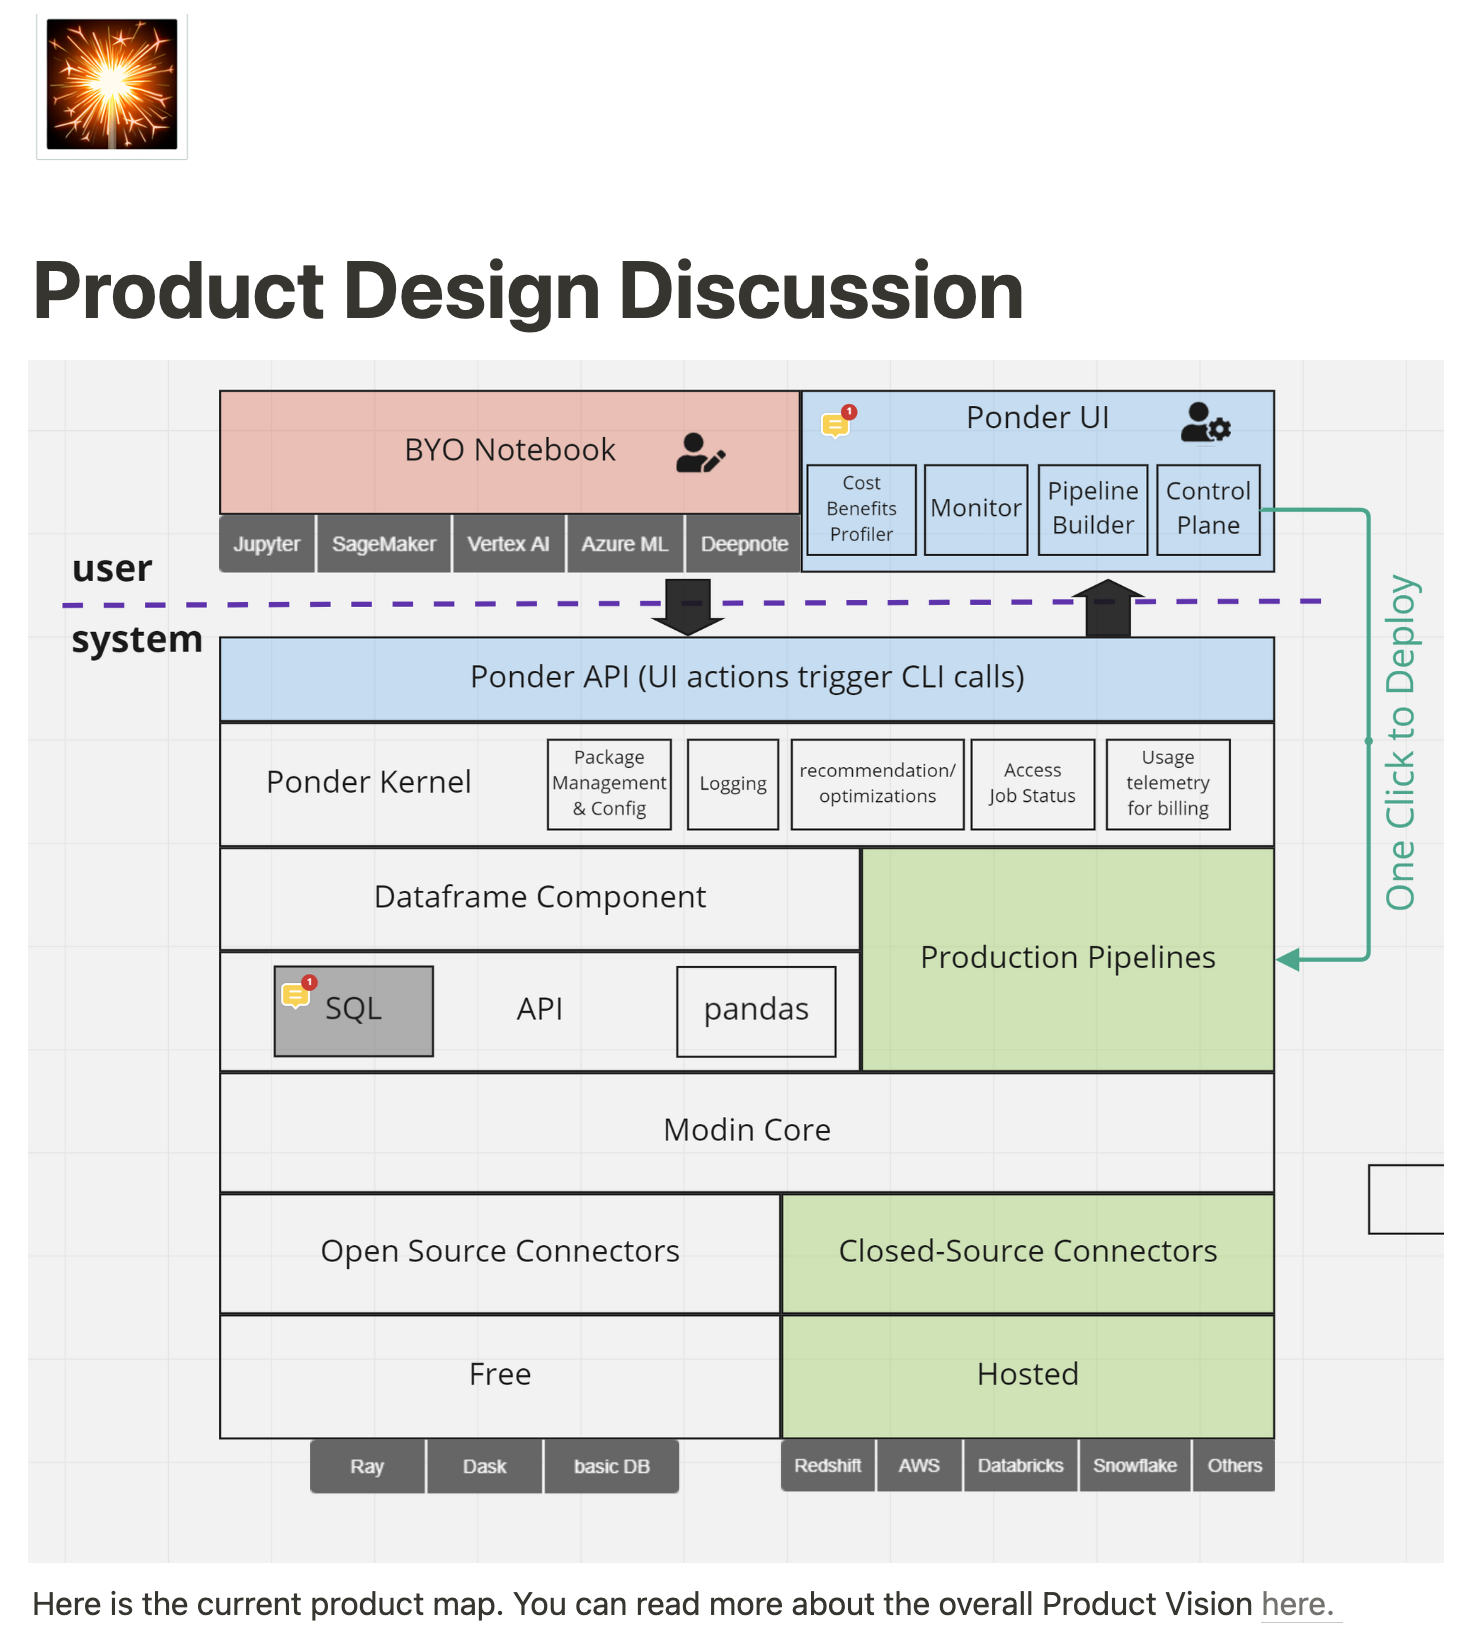 Product Design Discussion
BYO Notebook
Jupyter
SageMaker
Vertex AI
Azure ML
Deepnote
1
Ponder UI
Cost
Benefits
Profiler
Monitor
Pipeline
Builder
Control
Plane
user
system
One Click to Deploy
Ponder API (UI actions trigger CLI calls)
Ponder Kernel
Package
Management
& Config
Logging
recommendation/
optimizations
Access
Job Status
Usage
telemetry
for billing
Dataframe Component
Production Pipelines
1
SQL
API
pandas
Modin Core
Open Source Connectors
Closed-Source Connectors
Free
Hosted
Ray
Dask
basic DB
Redshift
AWS
Databricks
Snowflake
Others
Here is the current product map. You can read more about the overall Product Vision here.